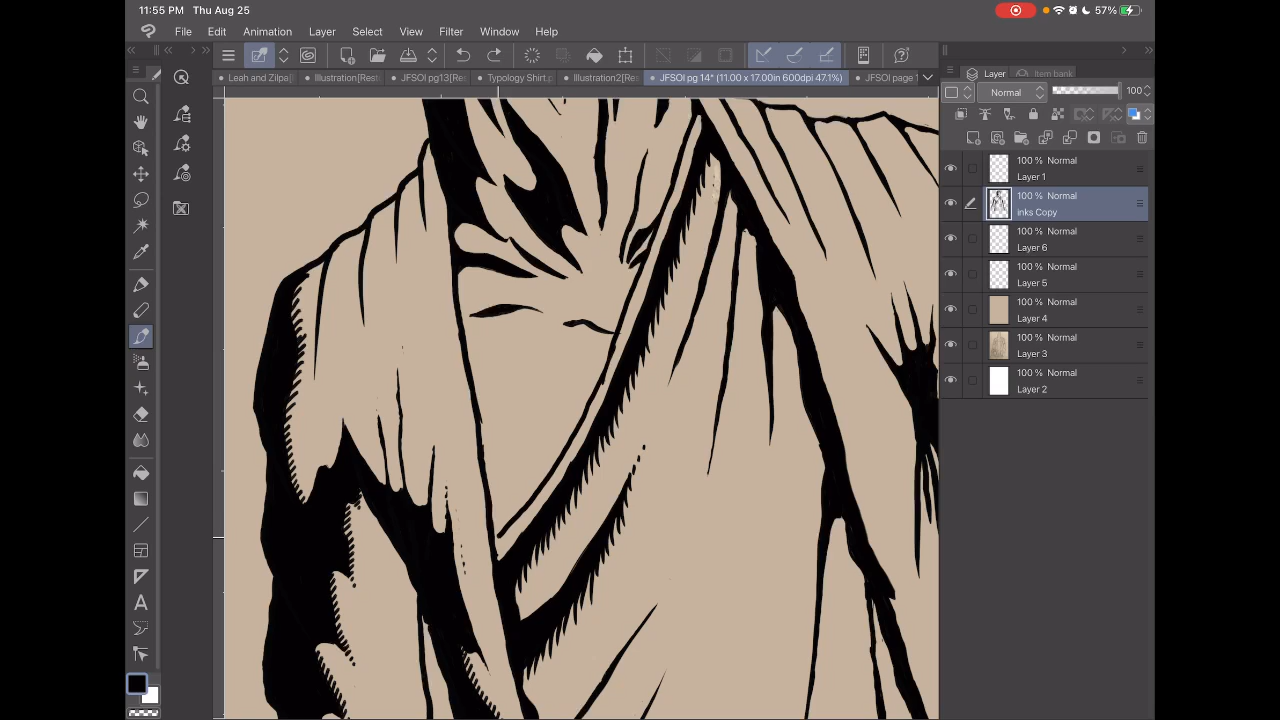 11:55 PM Thu Aug 25
57%
File Edit Animation Layer Select View Filter Window Help
Leah and Zilpa[ Illustration[Rest JFSOI pg13[Re Typology Shirt. Illustration2[Res JFSOI pg 14* (11.00 x 17.00in 600dpi 47.1%) JFSOI page
Layer Item bank
Normal 100
100 % Normal
Layer 1
100 % Normal
inks Copy
100 % Normal
Layer 6
100 % Normal
Layer 5
100 % Normal
Layer 4
100 % Normal
Layer 3
100 % Normal
Layer 2